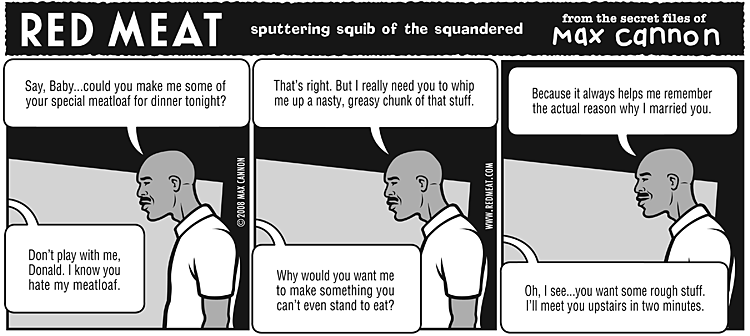 RED MEAT
sputtering squib of the squandered
from the secret files of
Max cannon
Say, Baby...could you make me some of
your special meatloaf for dinner tonight?
Don't play with me,
Donald. I know you
hate my meatloaf.
©2008 MAX CANNON
That's right. But I really need you to whip
me up a nasty, greasy chunk of that stuff.
Why would you want me
to make something you
can't even stand to eat?
WWW.REDMEAT.COM
Because it always helps me remember
the actual reason why I married you.
Oh, I see...you want some rough stuff.
I'll meet you upstairs in two minutes.